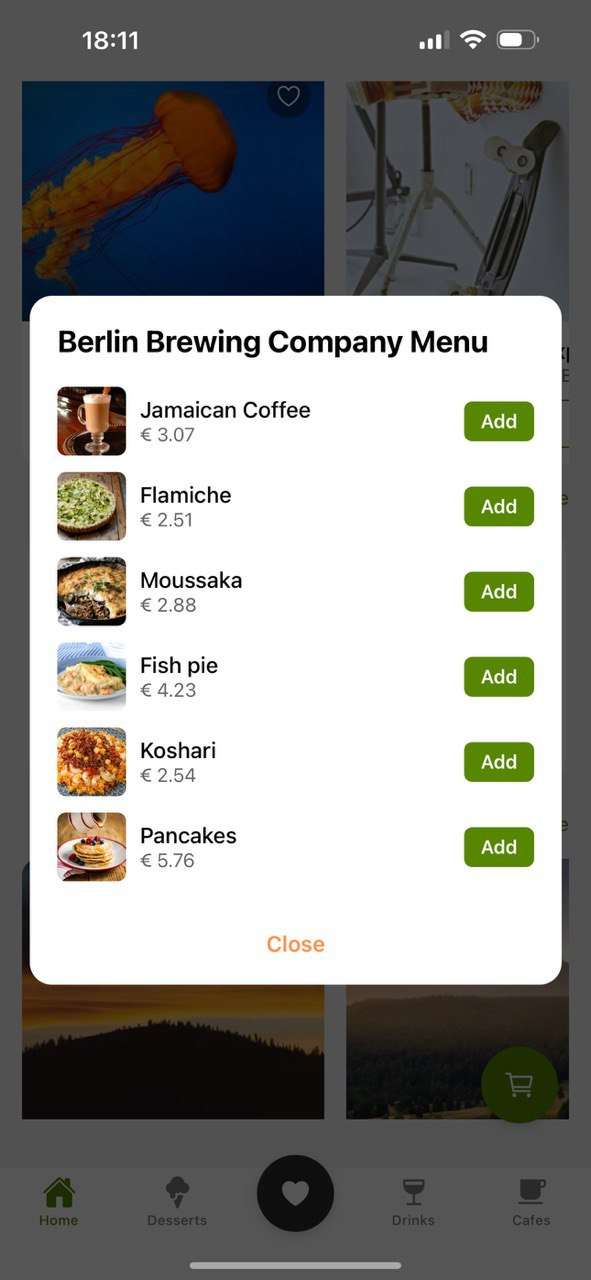 18:11
Berlin Brewing Company Menu
Jamaican Coffee
€ 3.07
Add
Flamiche
€ 2.51
Add
Moussaka
€ 2.88
Add
Fish pie
€ 4.23
Add
Koshari
€ 2.54
Add
Pancakes
€ 5.76
Add
Close
Home
Desserts
Drinks
Cafes